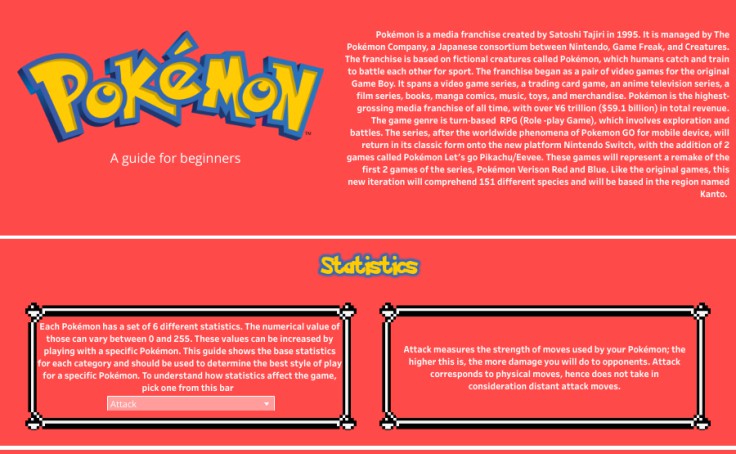 POKéMON
TM
A guide for beginners
Pokémon is a media franchise created by Satoshi Tajiri in 1995. It is managed by The
Pokémon Company, a Japanese consortium between Nintendo, Game Freak, and Creatures.
The franchise is based on fictional creatures called Pokémon, which humans catch and train
to battle each other for sport. The franchise began as a pair of video games for the original
Game Boy. It spans a video game series, a trading card game, an anime television series, a
film series, books, manga comics, music, toys, and merchandise. Pokémon is the highest-
grossing media franchise of all time, with over ¥6 trillion ($59.1 billion) in total revenue.
The game genre is turn-based RPG (Role -play Game), which involves exploration and
battles. The series, after the worldwide phenomena of Pokemon GO for mobile device, will
return in its classic form onto the new platform Nintendo Switch, with the addition of 2
games called Pokémon Let's go Pikachu/Eevee. These games will represent a remake of the
first 2 games of the series, Pokémon Verison Red and Blue. Like the original games, this
new iteration will comprehend 151 different species and will be based in the region named
Kanto.
Statistics
Each Pokémon has a set of 6 different statistics. The numerical value of
those can vary between 0 and 255. These values can be increased by
playing with a specific Pokémon. This guide shows the base statistics
for each category and should be used to determine the best style of play
for a specific Pokémon. To understand how statistics affect the game,
pick one from this bar
Attack
Attack measures the strength of moves used by your Pokémon; the
higher this is, the more damage you will do to opponents. Attack
corresponds to physical moves, hence does not take in
consideration distant attack moves.